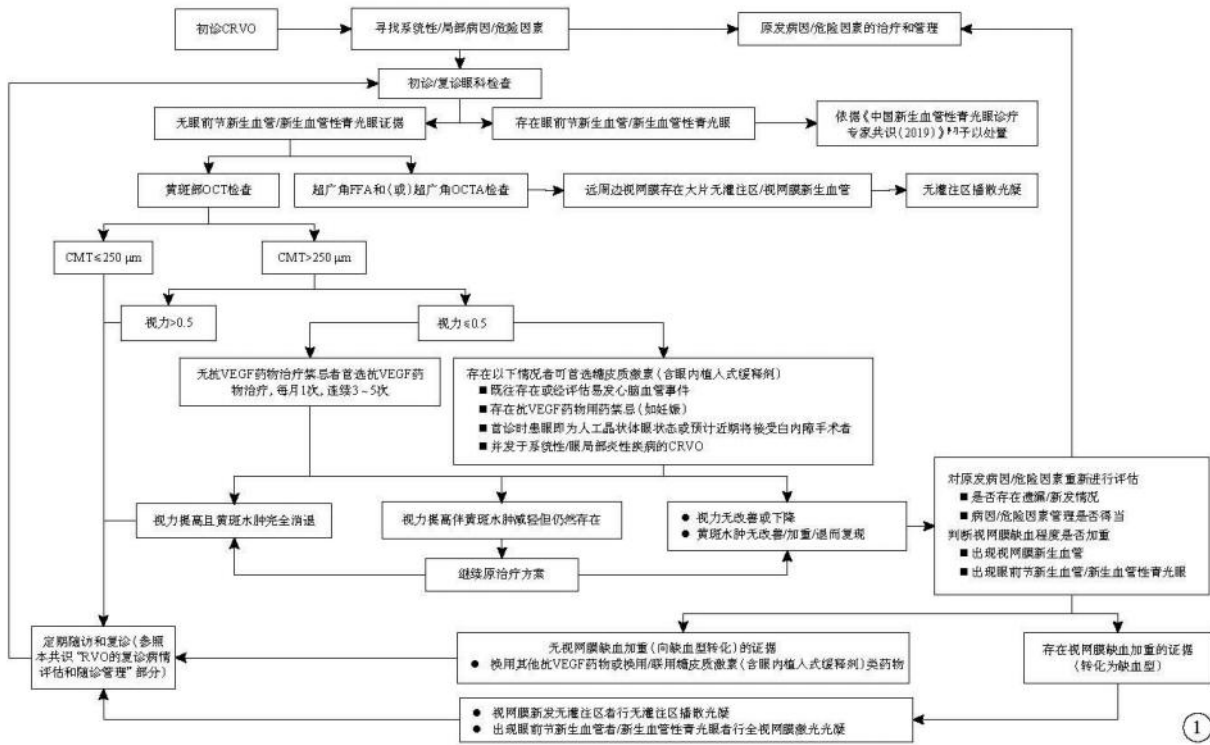 初诊CRVO
寻找系统性/局部病因/危险因素
原发病因/危险因素的治疗和管理
初诊/复诊眼科检查
无眼前节新生血管/新生血管性青光眼证据
存在眼前节新生血管/新生血管性青光眼
依据《中国新生血管性青光眼诊疗
专家共识(2019)》予以处置
黄斑部OCT检查
超广角FFA和(或)超广角OCTA检查
远周边视网膜存在大片无灌注区/视网膜新生血管
无灌注区播散光凝
CMT≤250 μm
CMT>250 μm
视力>0.5
视力≤0.5
无抗VEGF药物治疗禁忌者首选抗VEGF药
物治疗, 每月1次, 连续3~5次
存在以下情况者可首选糖皮质激素(含眼内植入式缓释剂)
■ 既往存在或经评估易发心脑血管事件
■ 存在抗VEGF药物用药禁忌(如妊娠)
■ 首诊时患眼即为人工晶状体眼状态或预计近期将接受白内障手术者
■ 并发于系统性/眼局部炎性疾病的CRVO
视力提高且黄斑水肿完全消退
视力提高伴黄斑水肿减轻但仍然存在
● 视力无改善或下降
● 黄斑水肿无改善/加重/退而复现
继续原治疗方案
对原发病因/危险因素重新进行评估
■ 是否存在遗漏/新发情况
■ 病因/危险因素管理是否得当
判断视网膜缺血程度是否加重
■ 出现视网膜新生血管
■ 出现眼前节新生血管/新生血管性青光眼
定期随访和复诊(参照
本共识“RVO的复诊病情
评估和随诊管理”部分)
无视网膜缺血加重(向缺血型转化)的证据
● 换用其他抗VEGF药物或换用/联用糖皮质激素(含眼内植入式缓释剂)类药物
存在视网膜缺血加重的证据
(转化为缺血型)
● 视网膜新发无灌注区者行无灌注区播散光凝
● 出现眼前节新生血管者/新生血管性青光眼者行全视网膜激光光凝
①